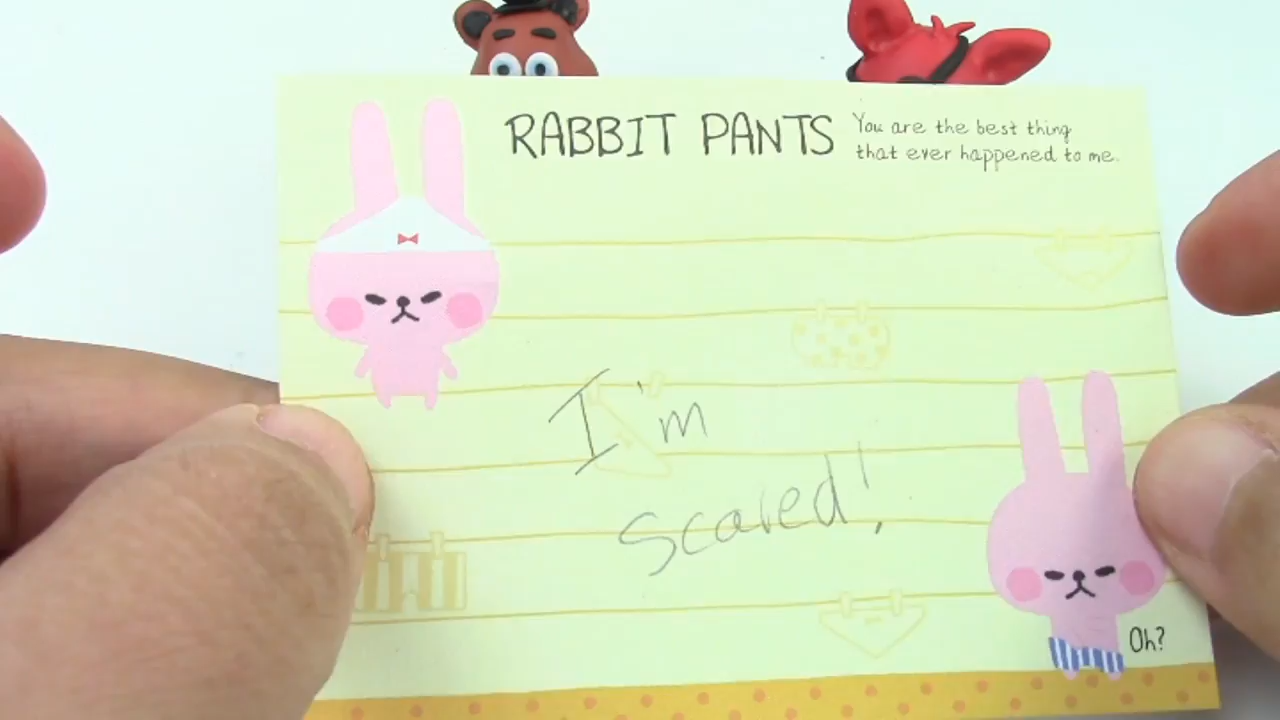 RABBIT PANTS
You are the best thing
that ever happened to me.
I'm
scared!
Oh?